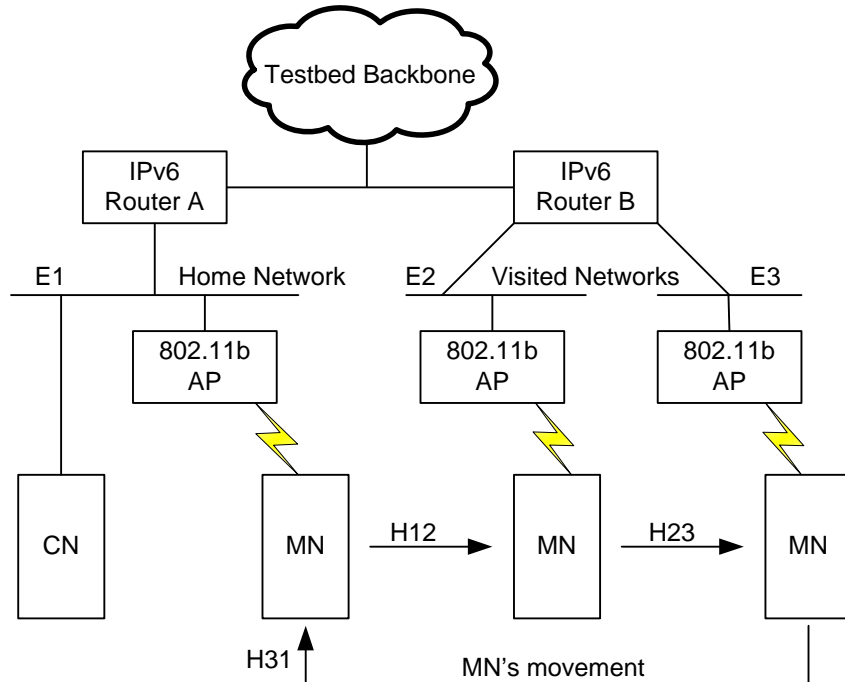 Testbed Backbone
IPv6
Router A
IPv6
Router B
E1
Home Network
E2
Visited Networks
E3
802.11b
AP
802.11b
AP
802.11b
AP
CN
MN
H12
MN
H23
MN
H31
MN's movement